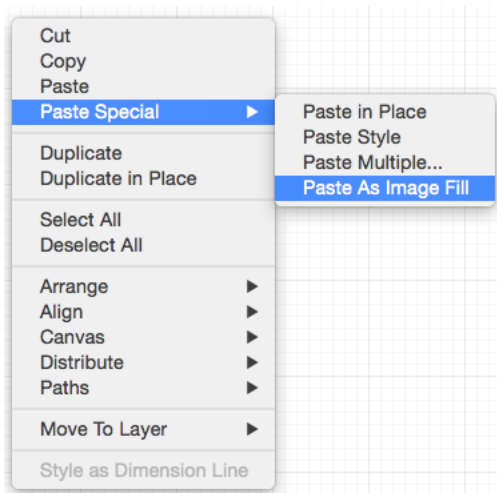 Cut
Copy
Paste
Paste Special
Duplicate
Duplicate in Place
Select All
Deselect All
Arrange
Align
Canvas
Distribute
Paths
Move To Layer
Style as Dimension Line
Paste in Place
Paste Style
Paste Multiple...
Paste As Image Fill